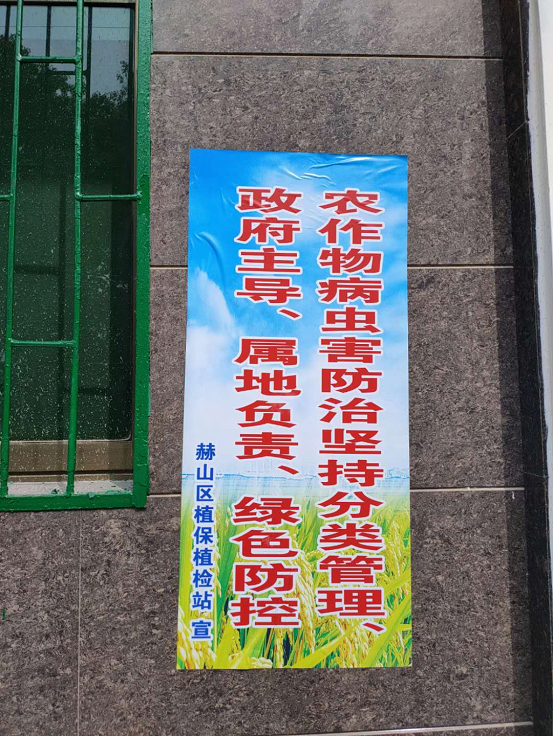 农作物病虫害防治坚持分类管理、
政府主导、属地负责、绿色防控
赫山区植保植检站 宣